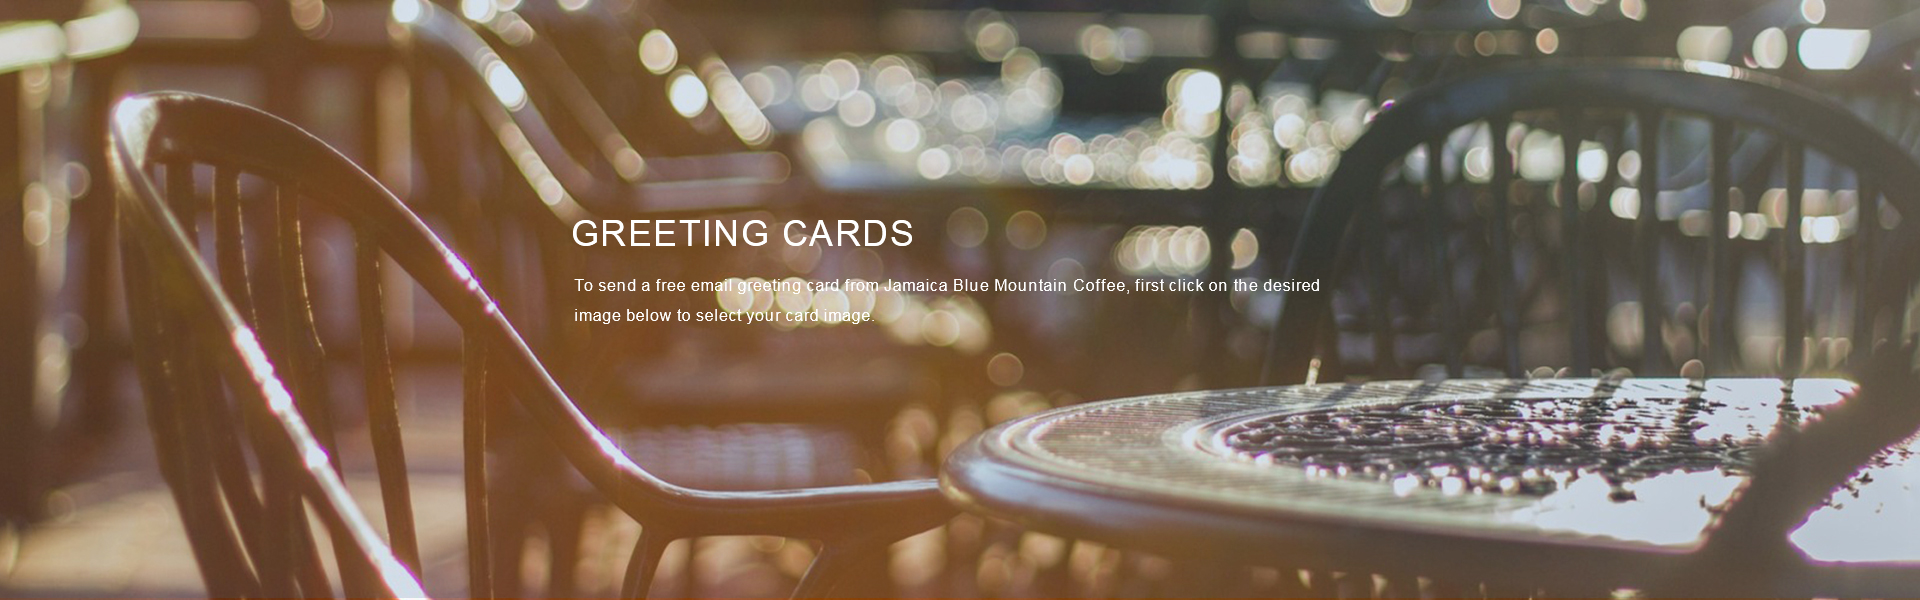 GREETING CARDS
To send a free email greeting card from Jamaica Blue Mountain Coffee, first click on the desired
image below to select your card image.